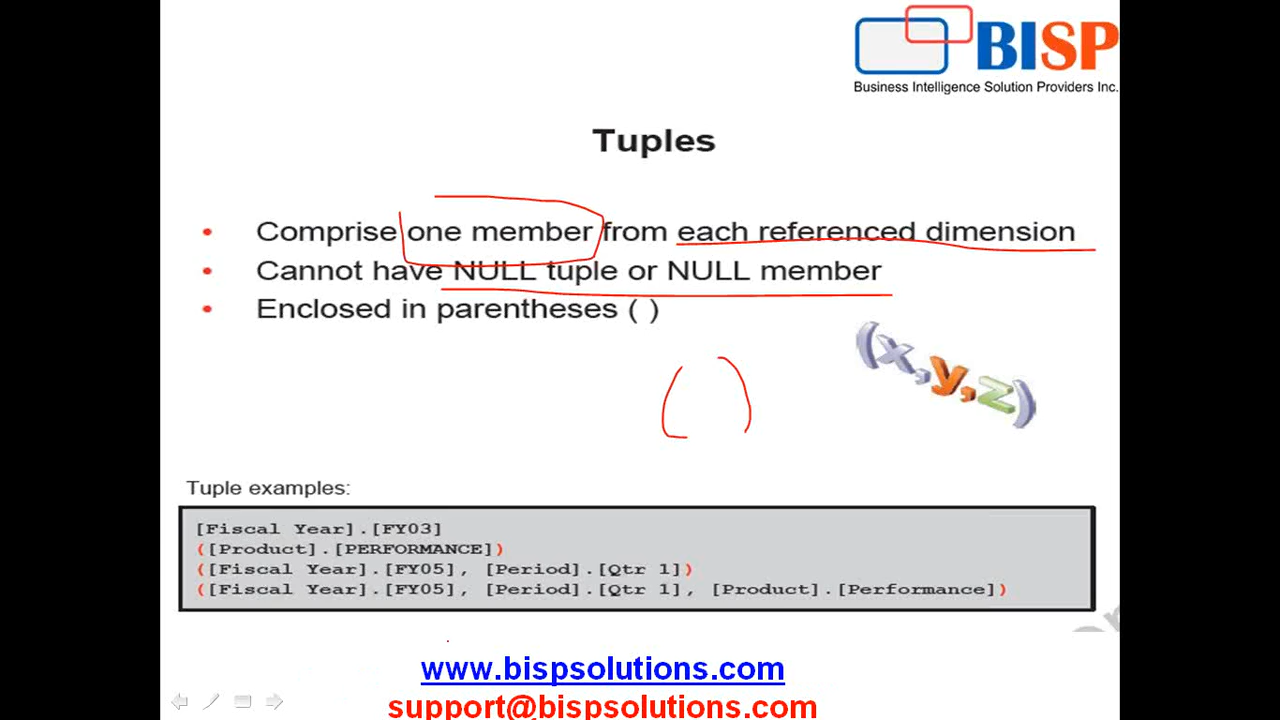 BISP
Business Intelligence Solution Providers Inc.
Tuples
• Comprise one member from each referenced dimension
• Cannot have NULL tuple or NULL member
• Enclosed in parentheses ( )
(x,y,z)
( )
Tuple examples:
[Fiscal Year].[FY03]
([Product].[PERFORMANCE])
([Fiscal Year].[FY05], [Period].[Qtr 1])
([Fiscal Year].[FY05], [Period].[Qtr 1], [Product].[Performance])
www.bispsolutions.com
support@bispsolutions.com